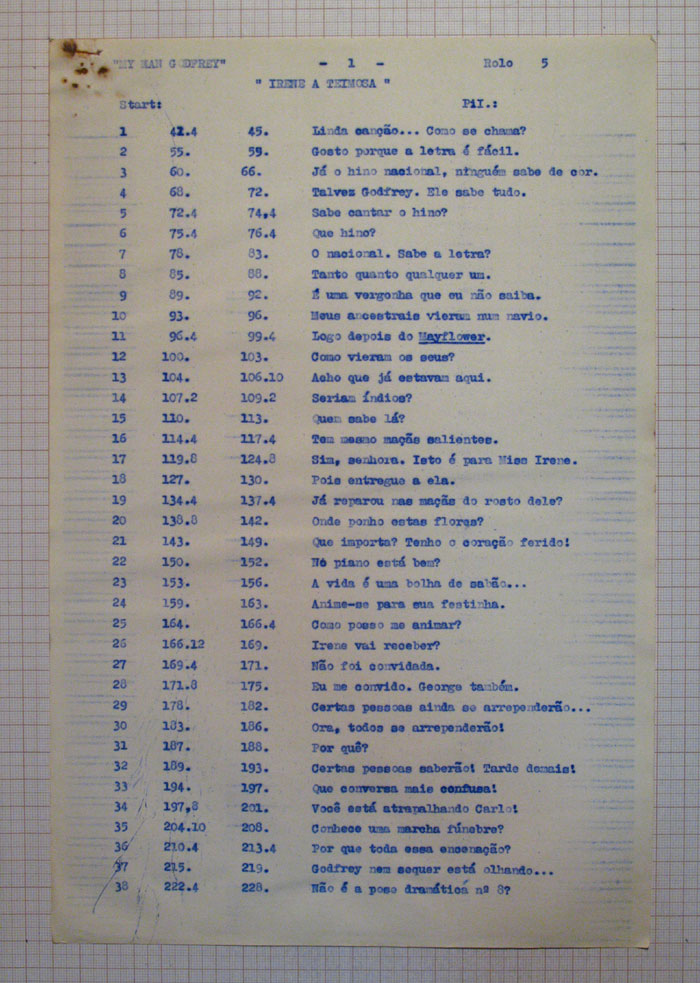 "MY MAN GODFREY" - 1 - Rolo 5
" IRENE A TEIMOSA "
Start: Pil.:
1 41.4 45. Linda canção... Como se chama?
2 55. 59. Gosto porque a letra é fácil.
3 60. 66. Já o hino nacional, ninguém sabe de cor.
4 68. 72. Talvez Godfrey. Ele sabe tudo.
5 72.4 74,4 Sabe cantar o hino?
6 75.4 76.4 Que hino?
7 78. 83. O nacional. Sabe a letra?
8 85. 88. Tanto quanto qualquer um.
9 89. 92. É uma vergonha que eu não saiba.
10 93. 96. Meus ancestrais vieram num navio.
11 96.4 99.4 Logo depois do Mayflower.
12 100. 103. Como vieram os seus?
13 104. 106.10 Acho que já estavam aqui.
14 107.2 109.2 Seriam índios?
15 110. 113. Quem sabe lá?
16 114.4 117.4 Tem mesmo maçãs salientes.
17 119.8 124.8 Sim, senhora. Isto é para Miss Irene.
18 127. 130. Pois entregue a ela.
19 134.4 137.4 Já reparou nas maçãs do rosto dele?
20 138.8 142. Onde ponho estas flores?
21 143. 149. Que importa? Tenho o coração ferido!
22 150. 152. No piano está bem?
23 153. 156. A vida é uma bolha de sabão...
24 159. 163. Anime-se para sua festinha.
25 164. 166.4 Como posso me animar?
26 166.12 169. Irene vai receber?
27 169.4 171. Não foi convidada.
28 171.8 175. Eu me convido. George também.
29 178. 182. Certas pessoas ainda se arrependerão...
30 183. 186. Ora, todos se arrependerão!
31 187. 188. Por quê?
32 189. 193. Certas pessoas saberão! Tarde demais!
33 194. 197. Que conversa mais confusa!
34 197,8 201. Você está atrapalhando Carlo!
35 204.10 208. Conhece uma marcha fúnebre?
36 210.4 213.4 Por que toda essa encenação?
37 215. 219. Godfrey nem sequer está olhando...
38 222.4 228. Não é a pose dramática nº 8?